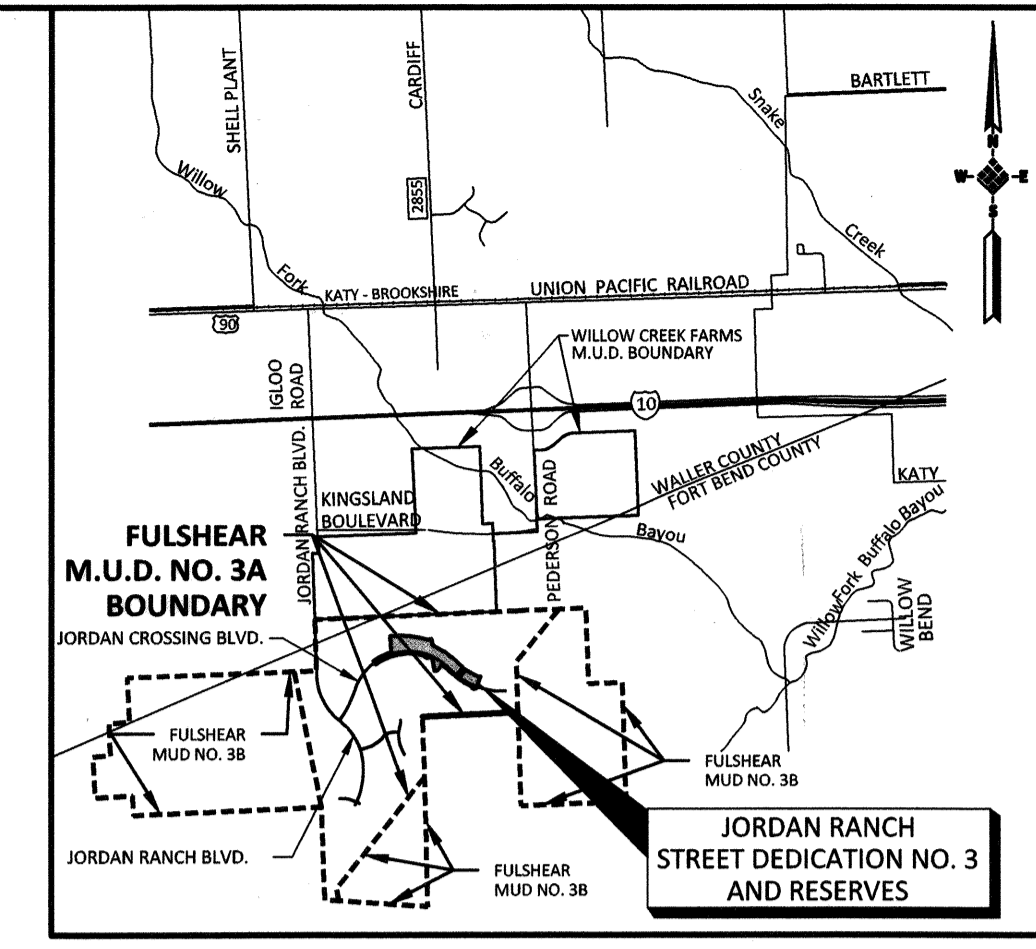 SHELL PLANT
CARDIFF
BARTLETT
Snake
Creek
N
W
E
S
Willow
Fork
2855
KATY - BROOKSHIRE
UNION PACIFIC RAILROAD
90
WILLOW CREEK FARMS
M.U.D. BOUNDARY
IGLOO
ROAD
10
JORDAN RANCH BLVD.
KINGSLAND
BOULEVARD
Buffalo
Bayou
PEDERSON ROAD
WALLER COUNTY
FORT BEND COUNTY
KATY
Willow Fork Buffalo Bayou
WILLOW
BEND
FULSHEAR
M.U.D. NO. 3A
BOUNDARY
JORDAN CROSSING BLVD.
FULSHEAR
MUD NO. 3B
FULSHEAR
MUD NO. 3B
JORDAN RANCH BLVD.
FULSHEAR
MUD NO. 3B
JORDAN RANCH
STREET DEDICATION NO. 3
AND RESERVES